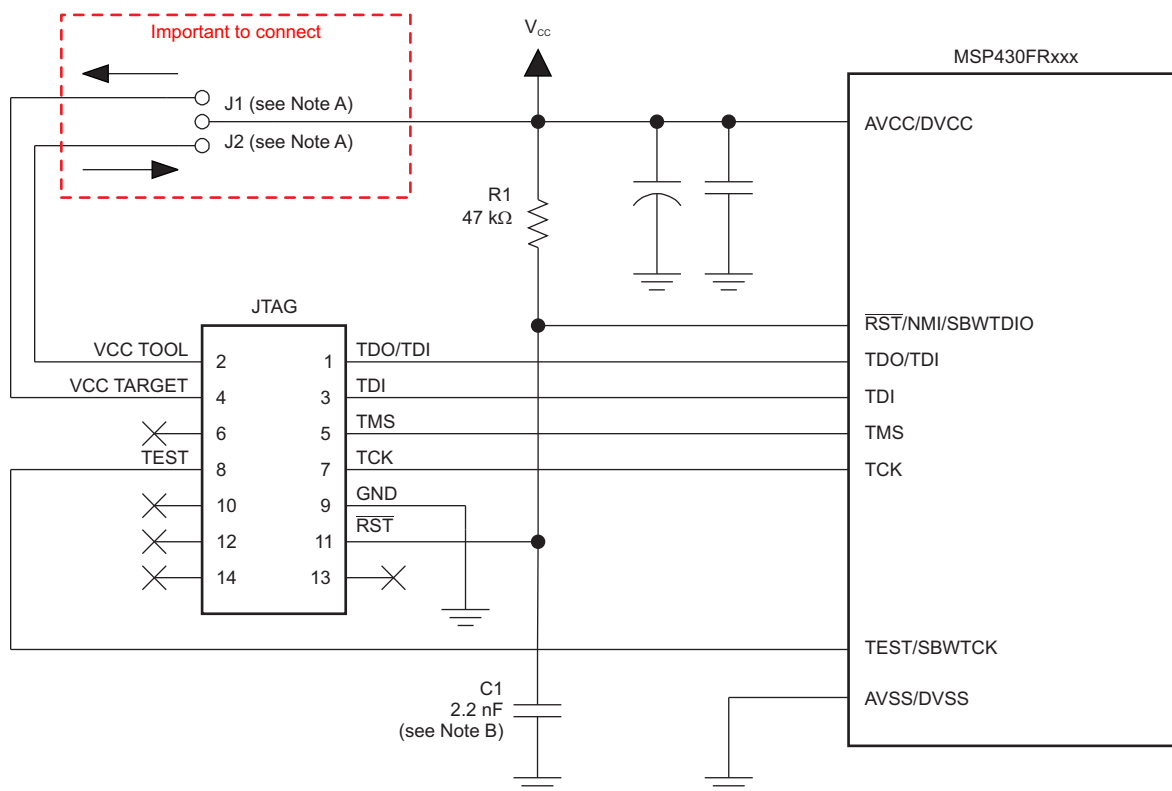 Important to connect
J1 (see Note A)
J2 (see Note A)
VCC
MSP430FRxxx
AVCC/DVCC
R1
47 kΩ
RST/NMI/SBWTDIO
TDO/TDI
TDI
TMS
TCK
TEST/SBWTCK
AVSS/DVSS
JTAG
VCC TOOL 2 1 TDO/TDI
VCC TARGET 4 3 TDI
6 5 TMS
TEST 8 7 TCK
10 9 GND
12 11 RST
14 13
C1
2.2 nF
(see Note B)